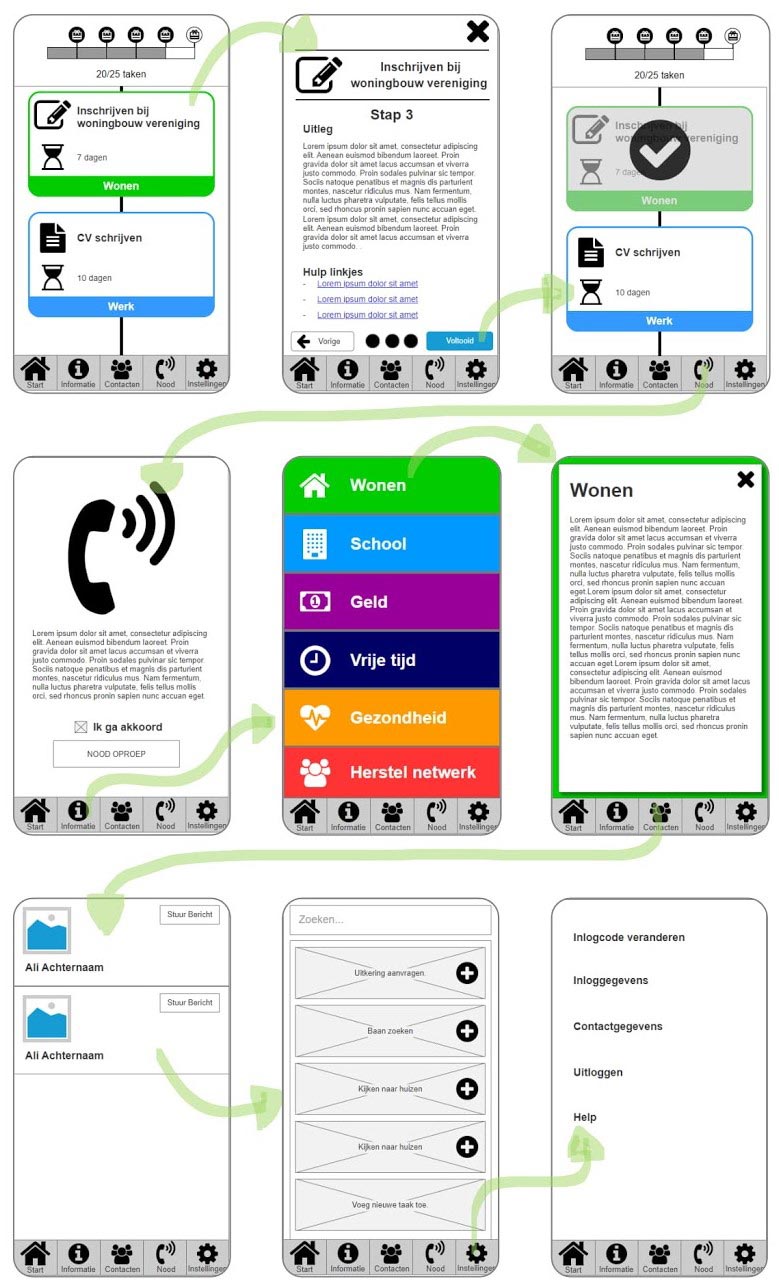 20/25 taken
Inschrijven bij
woningbouw vereniging
7 dagen
Wonen
CV schrijven
10 dagen
Werk
Start
Informatie
Contacten
Nood
Instellingen
Inschrijven bij
woningbouw vereniging
Stap 3
Uitleg
Lorem ipsum dolor sit amet, consectetur adipiscing
elit. Aenean euismod bibendum laoreet. Proin
gravida dolor sit amet lacus accumsan et viverra
justo commodo. Proin sodales pulvinar sic tempor.
Sociis natoque penatibus et magnis dis parturient
montes, nascetur ridiculus mus. Nam fermentum,
nulla luctus pharetra vulputate, felis tellus mollis
orci, sed rhoncus pronin sapien nunc accuan eget.
Lorem ipsum dolor sit amet, consectetur adipiscing
elit. Aenean euismod bibendum laoreet. Proin
gravida dolor sit amet lacus accumsan et viverra
justo commodo. .
Hulp linkjes
- Lorem ipsum dolor sit amet
- Lorem ipsum dolor sit amet
- Lorem ipsum dolor sit amet
Vorige
Voltooid
Start
Informatie
Contacten
Nood
Instellingen
20/25 taken
Inschrijven bij
woningbouw vereniging
7 dagen
Wonen
CV schrijven
10 dagen
Werk
Start
Informatie
Contacten
Nood
Instellingen
Lorem ipsum dolor sit amet, consectetur adipiscing
elit. Aenean euismod bibendum laoreet. Proin
gravida dolor sit amet lacus accumsan et viverra
justo commodo. Proin sodales pulvinar sic tempor.
Sociis natoque penatibus et magnis dis parturient
montes, nascetur ridiculus mus. Nam fermentum,
nulla luctus pharetra vulputate, felis tellus mollis
orci, sed rhoncus pronin sapien nunc accuan eget.
Ik ga akkoord
NOOD OPROEP
Start
Informatie
Contacten
Nood
Instellingen
Wonen
School
Geld
Vrije tijd
Gezondheid
Herstel netwerk
Start
Informatie
Contacten
Nood
Instellingen
Wonen
Lorem ipsum dolor sit amet, consectetur adipiscing
elit. Aenean euismod bibendum laoreet. Proin
gravida dolor sit amet lacus accumsan et viverra
justo commodo. Proin sodales pulvinar sic tempor.
Sociis natoque penatibus et magnis dis parturient
montes, nascetur ridiculus mus. Nam fermentum,
nulla luctus pharetra vulputate, felis tellus mollis
orci, sed rhoncus pronin sapien nunc accuan
eget.Lorem ipsum dolor sit amet, consectetur
adipiscing elit. Aenean euismod bibendum laoreet.
Proin gravida dolor sit amet lacus accumsan et
viverra justo commodo. Proin sodales pulvinar sic
tempor. Sociis natoque penatibus et magnis dis
parturient montes, nascetur ridiculus mus. Nam
fermentum, nulla luctus pharetra vulputate, felis
tellus mollis orci, sed rhoncus pronin sapien nunc
accuan eget.Lorem ipsum dolor sit amet, consectetur
adipiscing elit. Aenean euismod bibendum laoreet.
Proin gravida dolor sit amet lacus
accumsan et viverra justo commodo. Proin sodales
pulvinar sic tempor. Sociis natoque penatibus et
magnis dis parturient montes, nascetur ridiculus
mus. Nam fermentum, nulla luctus pharetra
vulputate, felis tellus mollis orci, sed rhoncus pronin
sapien nunc accuan eget.
Start
Informatie
Contacten
Nood
Instellingen
Stuur Bericht
Ali Achternaam
Stuur Bericht
Ali Achternaam
Start
Informatie
Contacten
Nood
Instellingen
Zoeken...
Uitkering aanvragen.
Baan zoeken
Kijken naar huizen
Kijken naar huizen
Voeg nieuwe taak toe.
Start
Informatie
Contacten
Nood
Instellingen
Inlogcode veranderen
Inloggegevens
Contactgegevens
Uitloggen
Help
Start
Informatie
Contacten
Nood
Instellingen